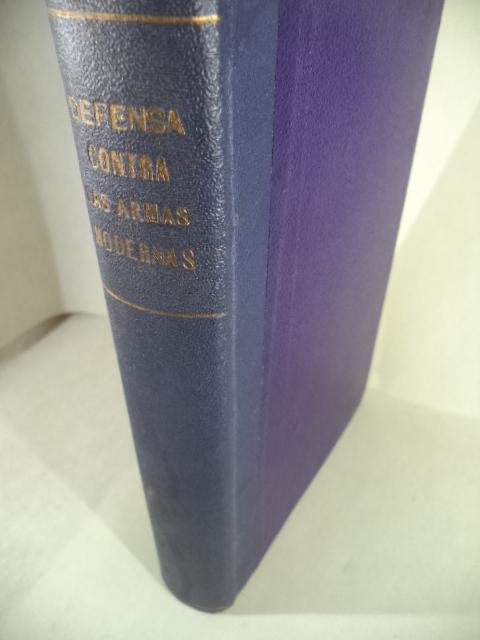 DEFENSA
CONTRA
LAS ARMAS
MODERNAS